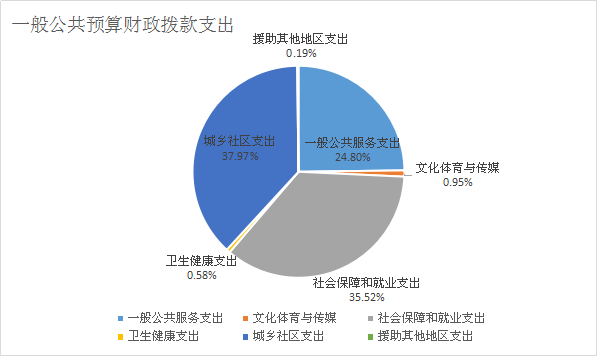 一般公共预算财政拨款支出
援助其他地区支出
0.19%
城乡社区支出
37.97%
一般公共服务支出
24.80%
文化体育与传媒
0.95%
卫生健康支出
0.58%
社会保障和就业支出
35.52%
一般公共服务支出 文化体育与传媒 社会保障和就业支出
卫生健康支出 城乡社区支出 援助其他地区支出